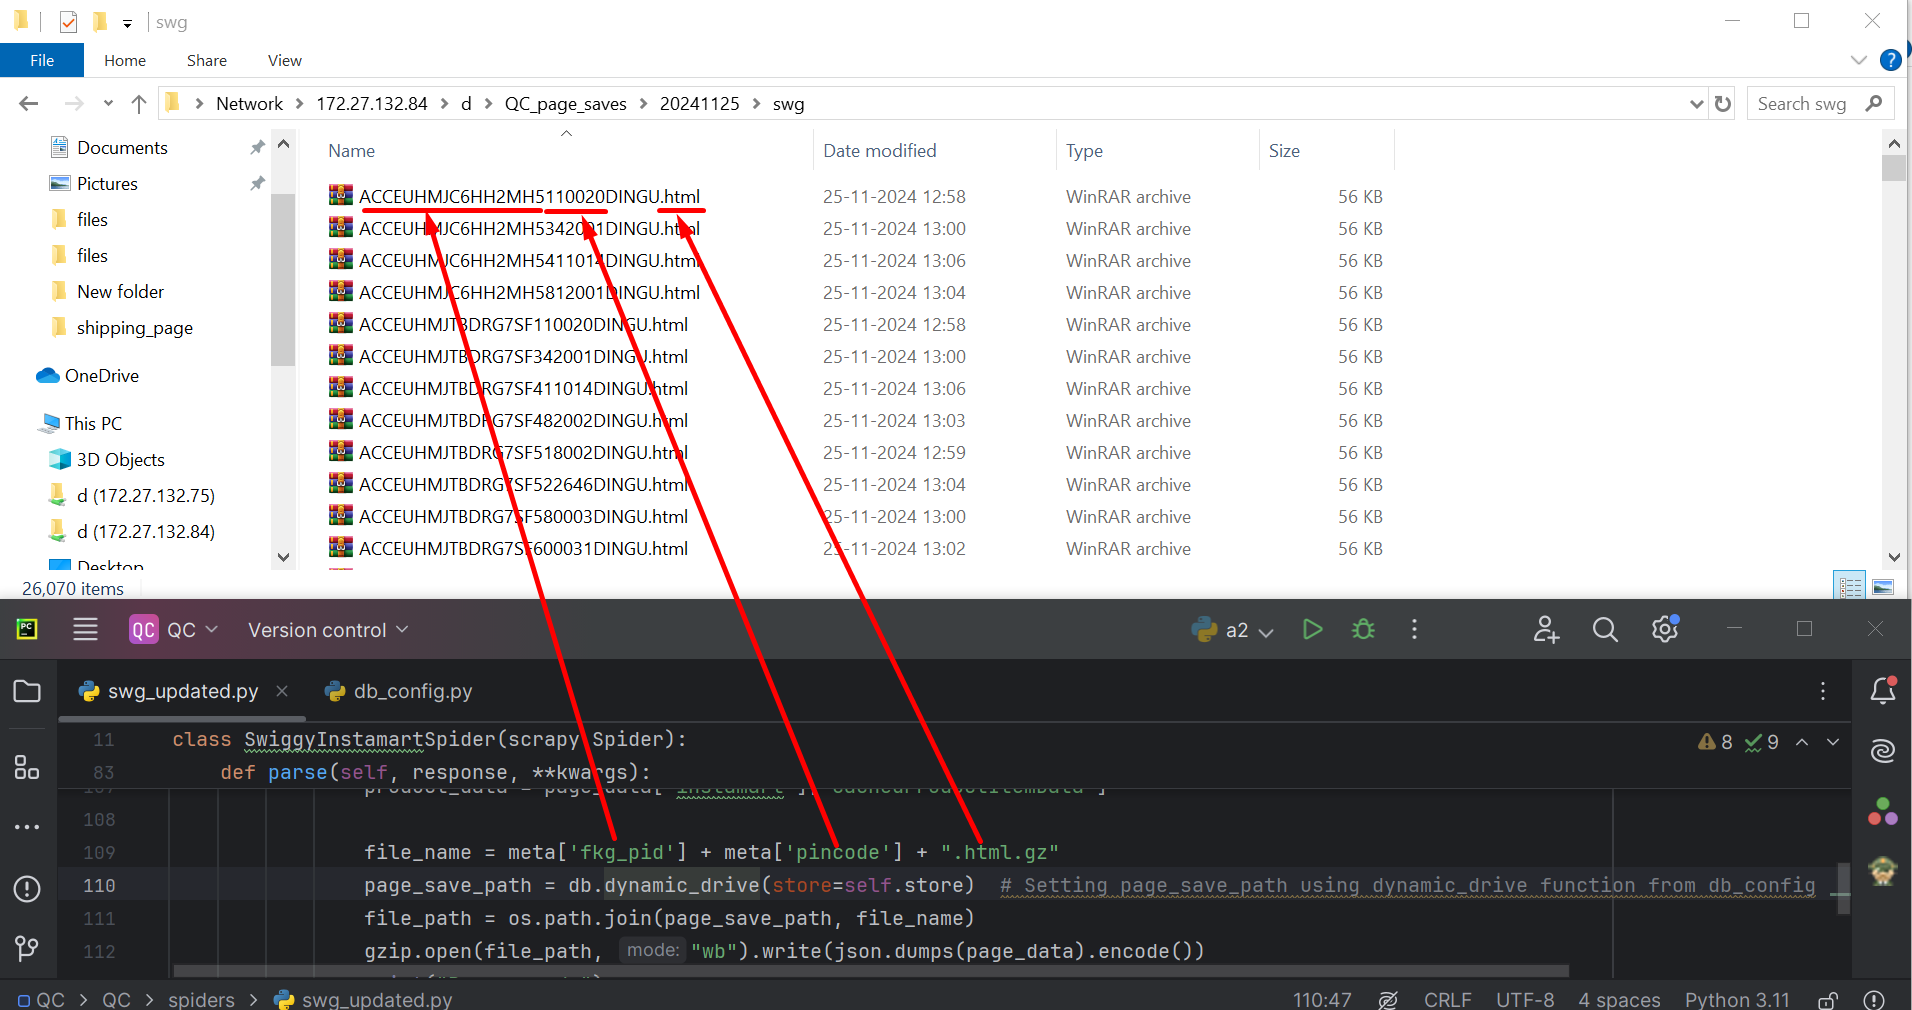 swg
File Home Share View
Network 172.27.132.84 d QC_page_saves 20241125 swg
Search swg
Documents
Pictures
files
files
New folder
shipping_page
OneDrive
This PC
3D Objects
d (172.27.132.75)
d (172.27.132.84)
Desktop
Name Date modified Type Size
ACCEUHMJC6HH2MH5110020DINGU.html 25-11-2024 12:58 WinRAR archive 56 KB
ACCEUHMJC6HH2MH5342001DINGU.html 25-11-2024 13:00 WinRAR archive 56 KB
ACCEUHMJC6HH2MH5411014DINGU.html 25-11-2024 13:06 WinRAR archive 56 KB
ACCEUHMJC6HH2MH5812001DINGU.html 25-11-2024 13:04 WinRAR archive 56 KB
ACCEUHMJTBDRG7SF110020DINGU.html 25-11-2024 12:58 WinRAR archive 56 KB
ACCEUHMJTBDRG7SF342001DINGU.html 25-11-2024 13:00 WinRAR archive 56 KB
ACCEUHMJTBDRG7SF411014DINGU.html 25-11-2024 13:06 WinRAR archive 56 KB
ACCEUHMJTBDRG7SF482002DINGU.html 25-11-2024 13:03 WinRAR archive 56 KB
ACCEUHMJTBDRG7SF518002DINGU.html 25-11-2024 12:59 WinRAR archive 56 KB
ACCEUHMJTBDRG7SF522646DINGU.html 25-11-2024 13:04 WinRAR archive 56 KB
ACCEUHMJTBDRG7SF580003DINGU.html 25-11-2024 13:00 WinRAR archive 56 KB
ACCEUHMJTBDRG7SF600031DINGU.html 25-11-2024 13:02 WinRAR archive 56 KB
26,070 items
PC QC QC Version control a2
swg_updated.py db_config.py
11 class SwiggyInstamartSpider(scrapy.Spider): 8 9
83 def parse(self, response, **kwargs):
107 product_data = page_data['instamart']['cachedProductItemData']
108
109 file_name = meta['fkg_pid'] + meta['pincode'] + ".html.gz"
110 page_save_path = db.dynamic_drive(store=self.store) # Setting page_save_path using dynamic_drive function from db_config
111 file_path = os.path.join(page_save_path, file_name)
112 gzip.open(file_path, mode: "wb").write(json.dumps(page_data).encode())
QC > QC > spiders > swg_updated.py 110:47 CRLF UTF-8 4 spaces Python 3.11